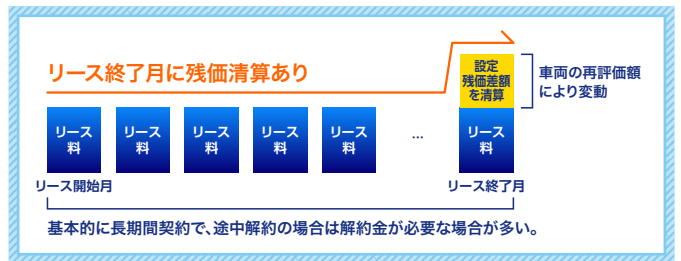 リース終了月に残価清算あり
設定
残価差額
を清算
車両の再評価額
により変動
リース
料
リース
料
リース
料
リース
料
リース
料
…
リース
料
リース開始月
リース終了月
基本的に長期間契約で、途中解約の場合は解約金が必要な場合が多い。